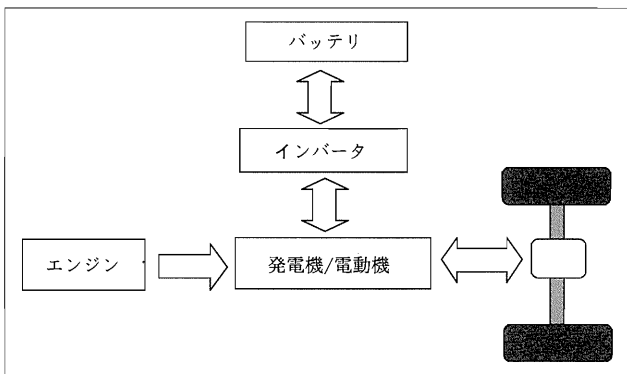 バッテリ
インバータ
エンジン
発電機/電動機